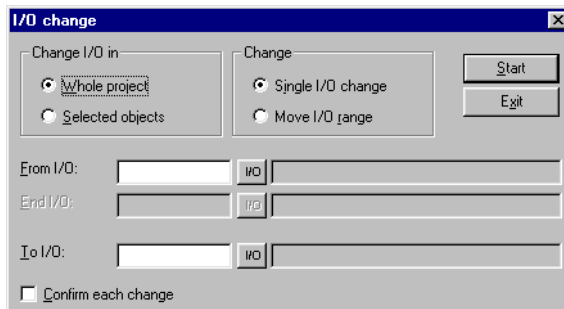 I/O change
Change I/O in
Whole project
Selected objects
Change
Single I/O change
Move I/O range
Start
Exit
From I/O:
I/O
End I/O:
I/O
To I/O:
I/O
Confirm each change